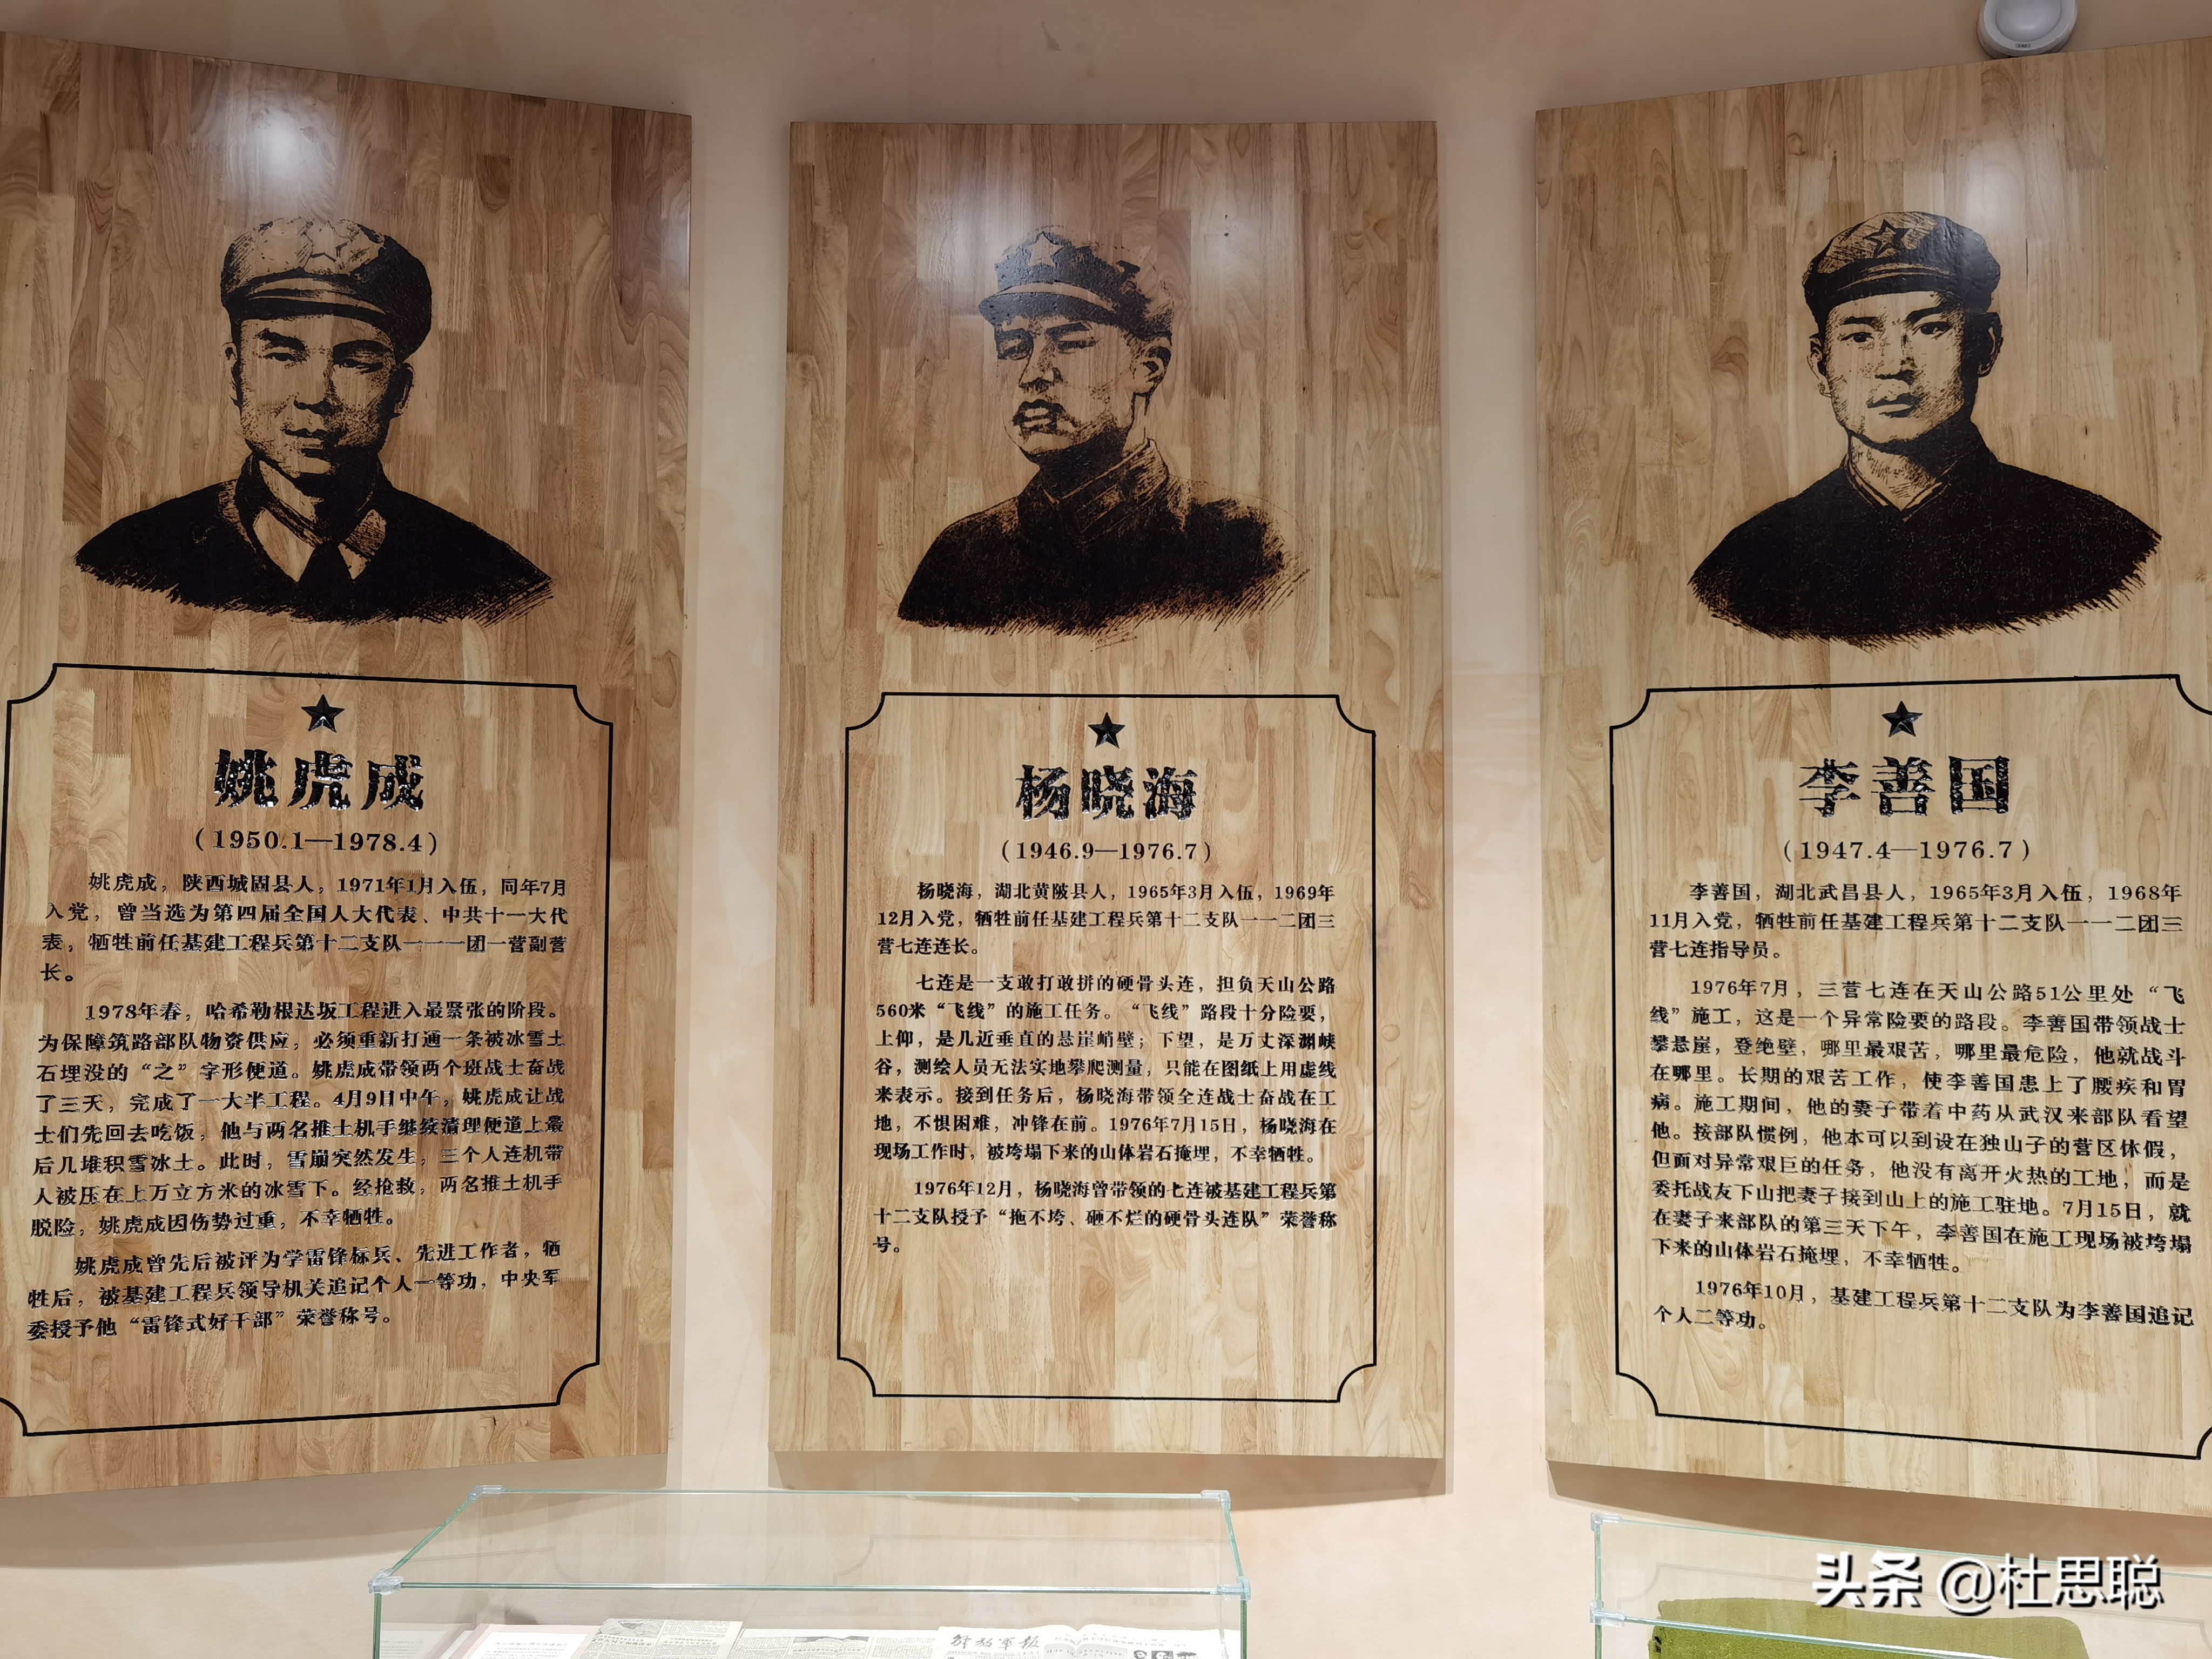 姚虎成
（1950.1—1978.4）
姚虎成，陕西城固县人，1971年1月入伍，同年7月
入党，曾当选为第四届全国人大代表、中共十一大代
表，牺牲前任基建工程兵第十二支队一一一团一营副营
长。
1978年春，哈希勒根达坂工程进入最紧张的阶段。
为保障筑路部队物资供应，必须重新打通一条被冰雪土
石埋没的“之”字形便道。姚虎成带领两个班战士奋战
了三天，完成了一大半工程。4月9日中午，姚虎成让战
士们先回去吃饭，他与两名推土机手继续清理便道上最
后几堆积雪冰土。此时，雪崩突然发生，三个人连机带
人被压在上万立方米的冰雪下。经抢救，两名推土机手
脱险，姚虎成因伤势过重，不幸牺牲。
姚虎成曾先后被评为学雷锋标兵、先进工作者，牺
牲后，被基建工程兵领导机关追记个人一等功，中央军
委授予他“雷锋式好干部”荣誉称号。
杨晓海
（1946.9—1976.7）
杨晓海，湖北黄陂县人，1965年3月入伍，1969年
12月入党，牺牲前任基建工程兵第十二支队一一二团三
营七连连长。
七连是一支敢打敢拼的硬骨头连，担负天山公路
560米“飞线”的施工任务。“飞线”路段十分险要，
上仰，是几近垂直的悬崖峭壁；下望，是万丈深渊峡
谷，测绘人员无法实地攀爬测量，只能在图纸上用虚线
来表示。接到任务后，杨晓海带领全连战士奋战在工
地，不惧困难，冲锋在前。1976年7月15日，杨晓海在
现场工作时，被垮塌下来的山体岩石掩埋，不幸牺牲。
1976年12月，杨晓海曾带领的七连被基建工程兵第
十二支队授予“拖不垮、砸不烂的硬骨头连队”荣誉称
号。
李善国
（1947.4—1976.7）
李善国，湖北武昌县人，1965年3月入伍，1968年
11月入党，牺牲前任基建工程兵第十二支队一一二团三
营七连指导员。
1976年7月，三营七连在天山公路51公里处“飞
线”施工，这是一个异常险要的路段。李善国带领战士
攀悬崖，登绝壁，哪里最艰苦，哪里最危险，他就战斗
在哪里。长期的艰苦工作，使李善国患上了腰疾和胃
病。施工期间，他的妻子带着中药从武汉来部队看望
他。按部队惯例，他本可以到设在独山子的营区休假，
但面对异常艰巨的任务，他没有离开火热的工地，而是
委托战友下山把妻子接到山上的施工驻地。7月15日，就
在妻子来部队的第三天下午，李善国在施工现场被垮塌
下来的山体岩石掩埋，不幸牺牲。
1976年10月，基建工程兵第十二支队为李善国追记
个人二等功。
解放军报
头条 @杜思聪